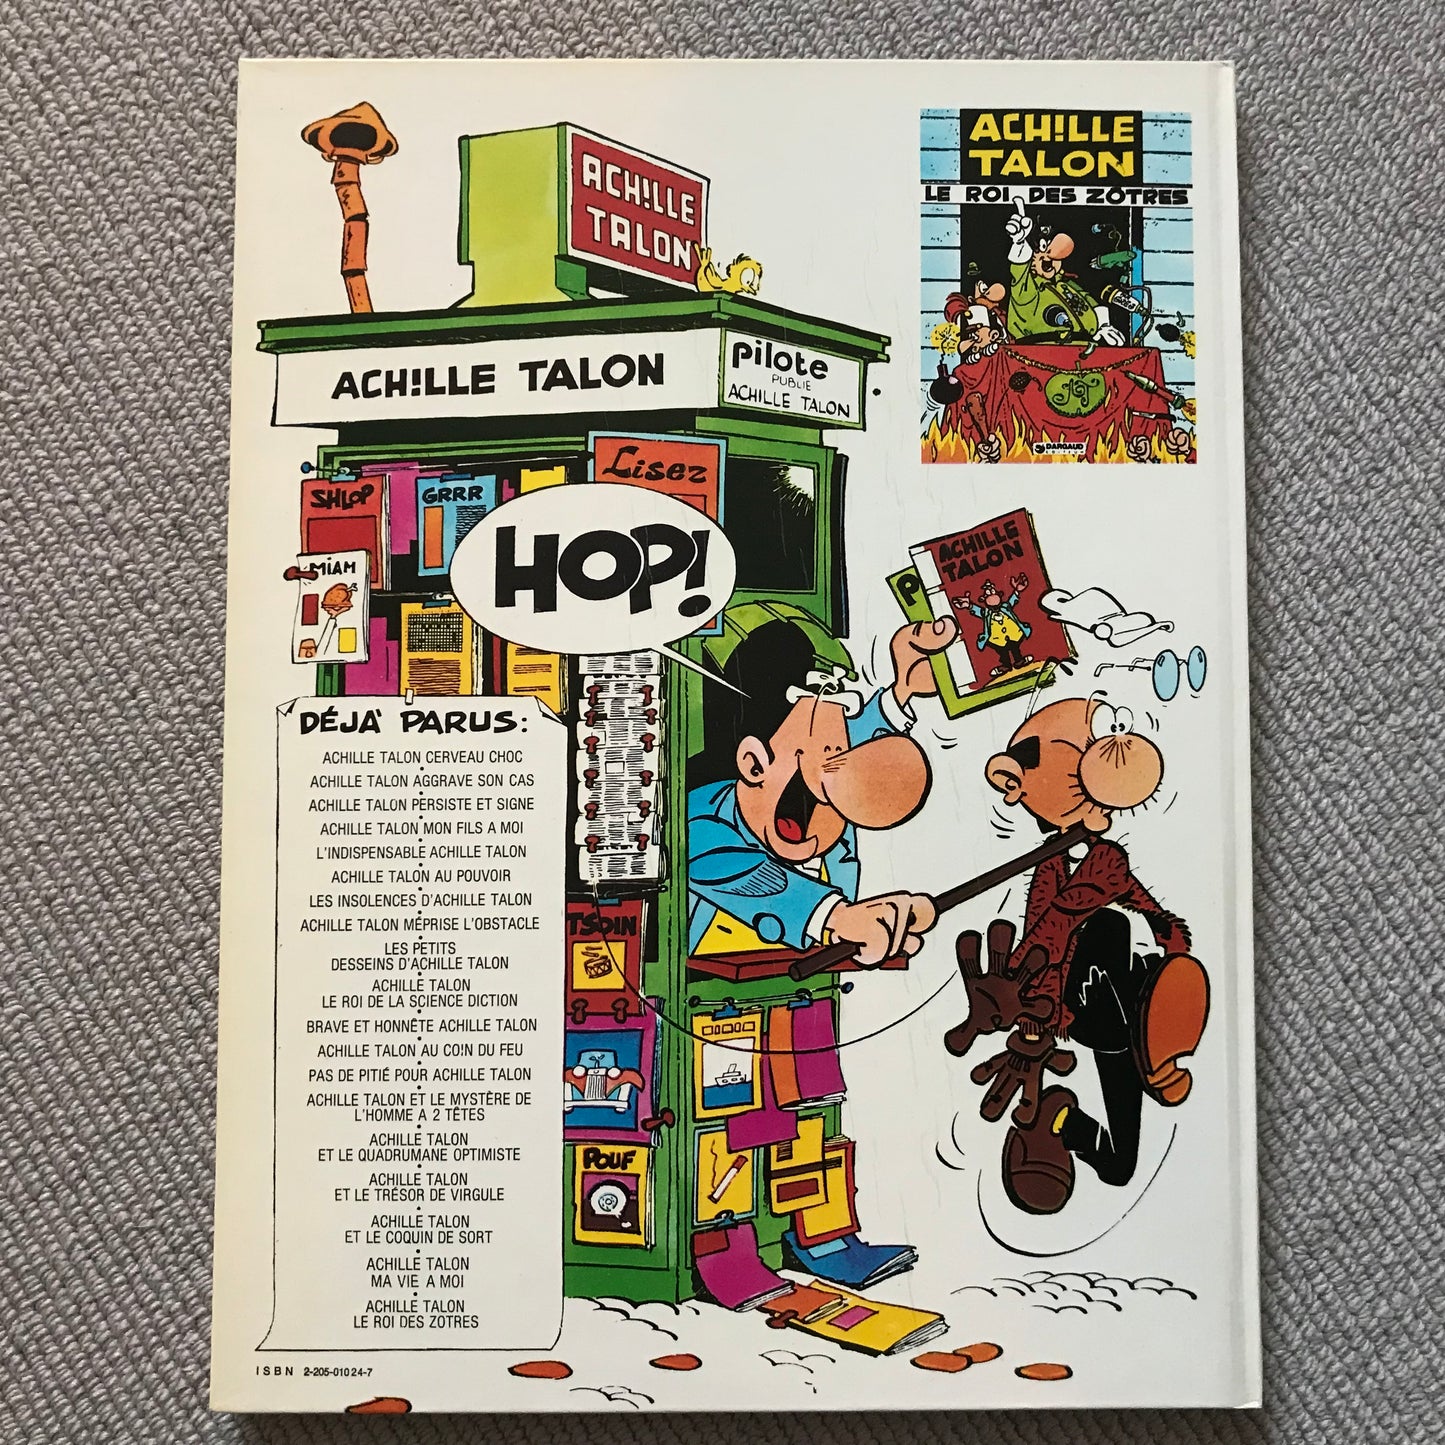 ACH!LLE
TALON
ACH!LLE TALON
pilote
PUBLIE
ACHILLE TALON
ACH!LLE
TALON
LE ROI DES ZÔTRES
AT
DARGAUD
ÉDITEUR
Lisez
SHLOP
GRRR
MIAM
HOP!
P
ACHILLE
TALON
DÉJÀ PARUS:
ACHILLE TALON CERVEAU CHOC
ACHILLE TALON AGGRAVE SON CAS
ACHILLE TALON PERSISTE ET SIGNE
ACHILLE TALON MON FILS A MOI
L'INDISPENSABLE ACHILLE TALON
ACHILLE TALON AU POUVOIR
LES INSOLENCES D'ACHILLE TALON
ACHILLE TALON MÉPRISE L'OBSTACLE
LES PETITS
DESSEINS D'ACHILLE TALON
ACHILLE TALON
LE ROI DE LA SCIENCE DICTION
BRAVE ET HONNÊTE ACHILLE TALON
ACHILLE TALON AU CO!N DU FEU
PAS DE PITIÉ POUR ACHILLE TALON
ACHILLE TALON ET LE MYSTÈRE DE
L'HOMME A 2 TÊTES
ACHILLE TALON
ET LE QUADRUMANE OPTIMISTE
ACHILLE TALON
ET LE TRÉSOR DE VIRGULE
ACHILLE TALON
ET LE COQUIN DE SORT
ACHILLE TALON
MA VIE A MOI
ACHILLE TALON
LE ROI DES ZOTRES
TSOIN
POUF
ISBN 2-205-01024-7